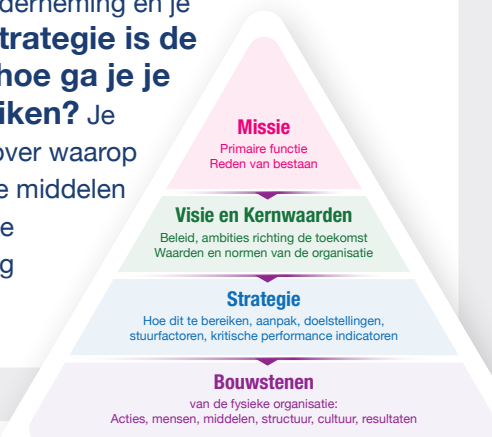 derneming en je
trategie is de
hoe ga je je
iken? Je
over waarop
e middelen
e
g
Missie
Primaire functie
Reden van bestaan
Visie en Kernwaarden
Beleid, ambities richting de toekomst
Waarden en normen van de organisatie
Strategie
Hoe dit te bereiken, aanpak, doelstellingen,
stuurfactoren, kritische performance indicatoren
Bouwstenen
van de fysieke organisatie:
Acties, mensen, middelen, structuur, cultuur, resultaten